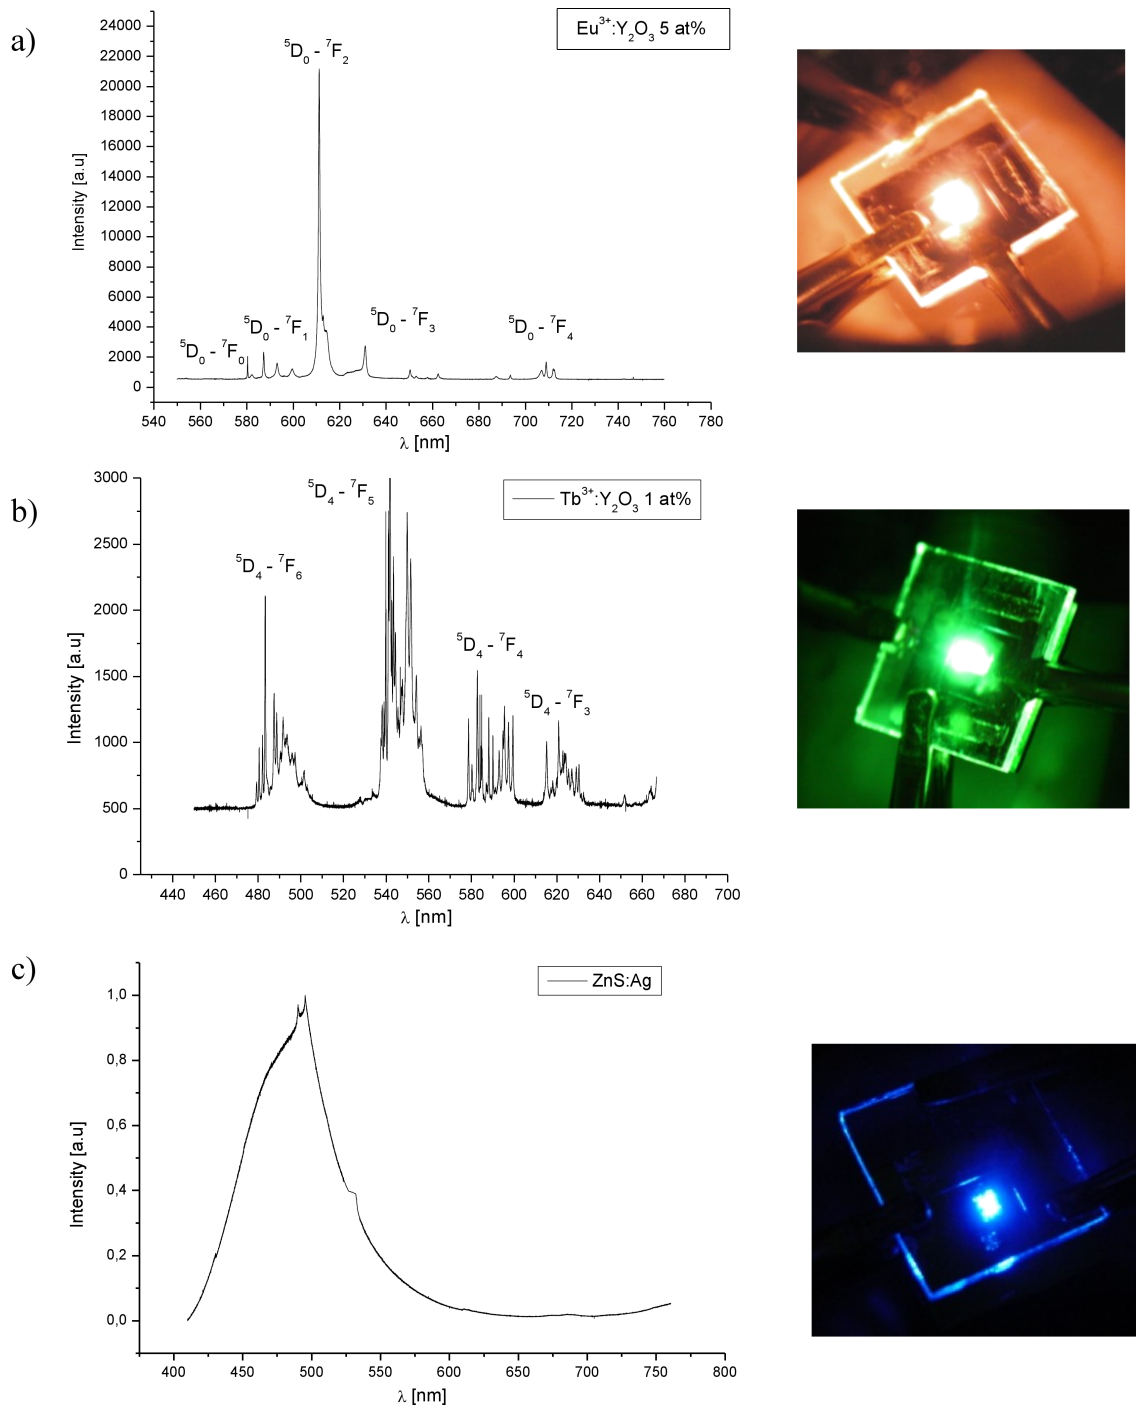 a)
Eu³⁺:Y₂O₃ 5 at%
24000
22000
20000
18000
16000
14000
12000
10000
8000
6000
4000
2000
0
Intensity [a.u]
⁵D₀ - ⁷F₂
⁵D₀ - ⁷F₁
⁵D₀ - ⁷F₃
⁵D₀ - ⁷F₀
⁵D₀ - ⁷F₄
540 560 580 600 620 640 660 680 700 720 740 760 780
λ [nm]
b)
Tb³⁺:Y₂O₃ 1 at%
3000
2500
2000
1500
1000
500
0
Intensity [a.u]
⁵D₄ - ⁷F₅
⁵D₄ - ⁷F₆
⁵D₄ - ⁷F₄
⁵D₄ - ⁷F₃
440 460 480 500 520 540 560 580 600 620 640 660 680 700
λ [nm]
c)
ZnS:Ag
1,0
0,8
0,6
0,4
0,2
0,0
Intensity [a.u]
400 450 500 550 600 650 700 750 800
λ [nm]